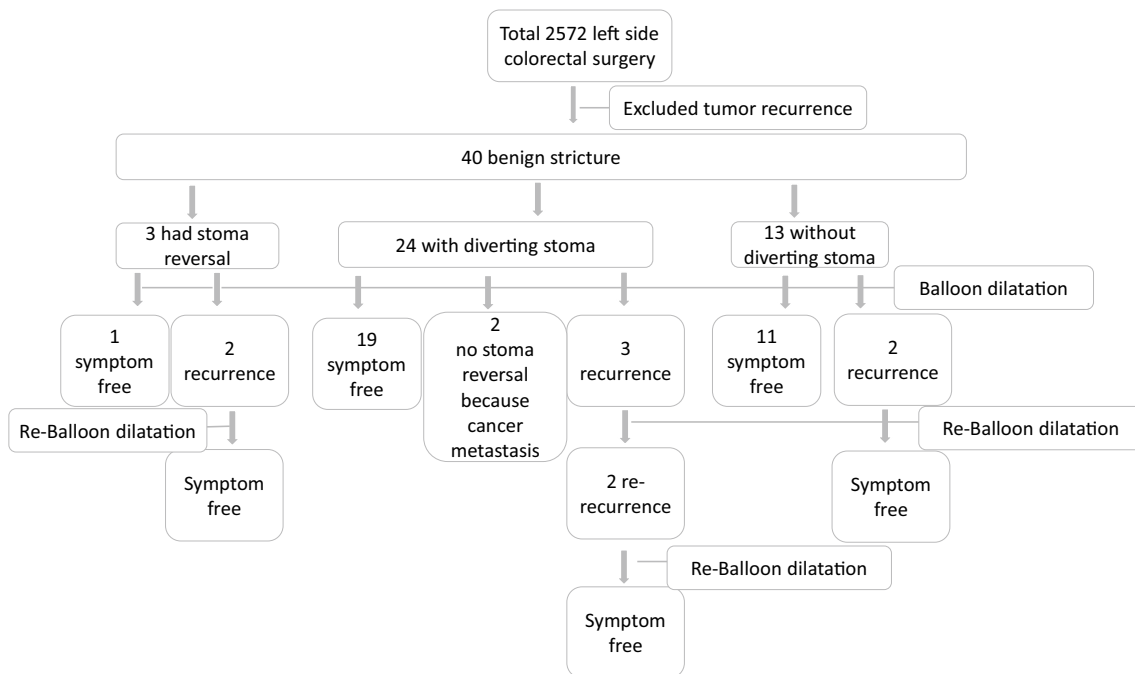 Total 2572 left side
colorectal surgery
Excluded tumor recurrence
40 benign stricture
3 had stoma
reversal
24 with diverting stoma
13 without
diverting stoma
Balloon dilatation
1
symptom
free
2
recurrence
19
symptom
free
2
no stoma
reversal
because
cancer
metastasis
3
recurrence
11
symptom
free
2
recurrence
Re-Balloon dilatation
Re-Balloon dilatation
Symptom
free
2 re-
recurrence
Symptom
free
Re-Balloon dilatation
Symptom
free